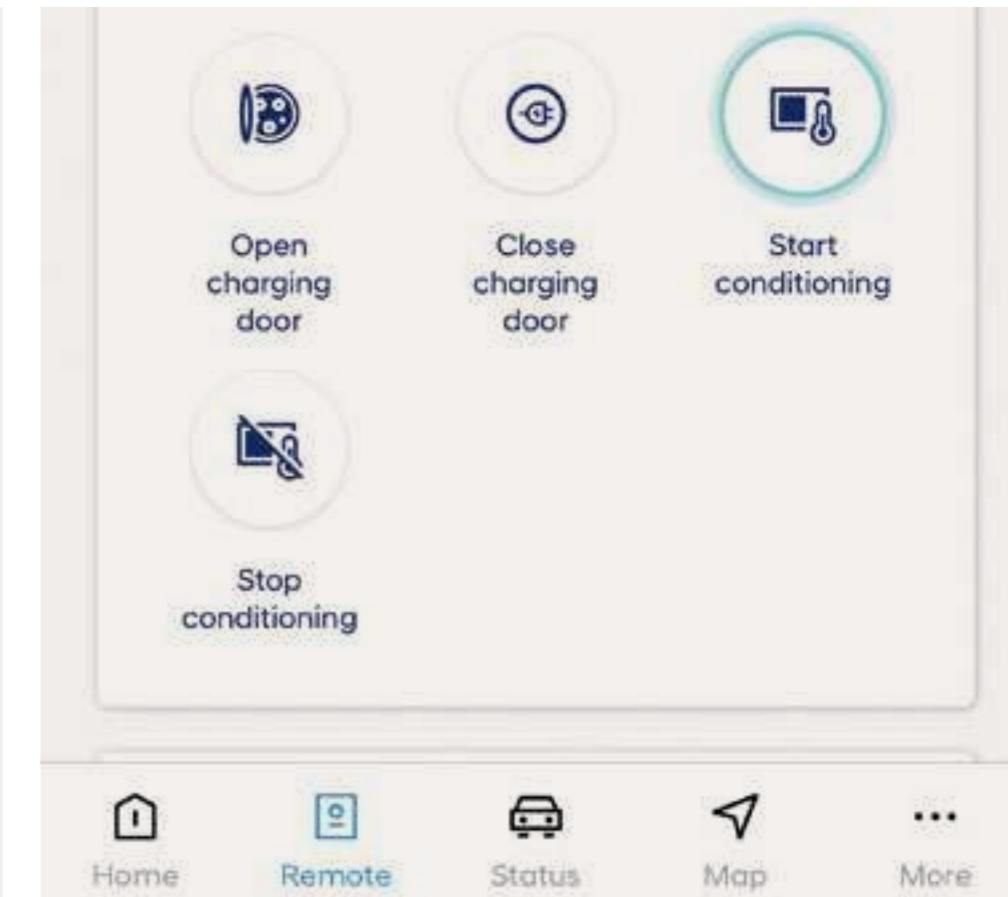 Open
charging
door
Close
charging
door
Start
conditioning
Stop
conditioning
Home
Remote
Status
Map
More